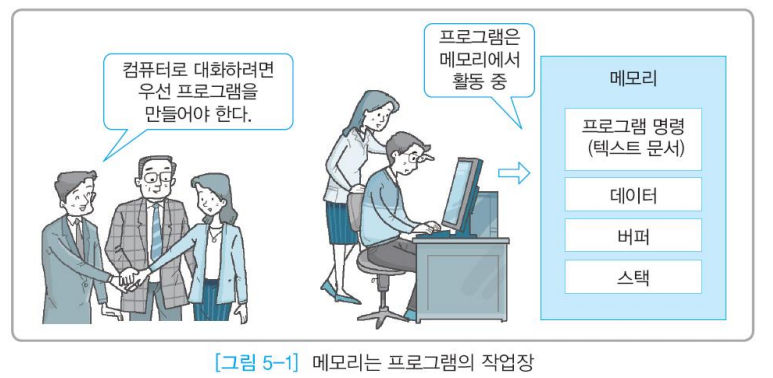 컴퓨터로 대화하려면
우선 프로그램을
만들어야 한다.
프로그램은
메모리에서
활동 중
메모리
프로그램 명령
(텍스트 문서)
데이터
버퍼
스택
[그림 5-1] 메모리는 프로그램의 작업장